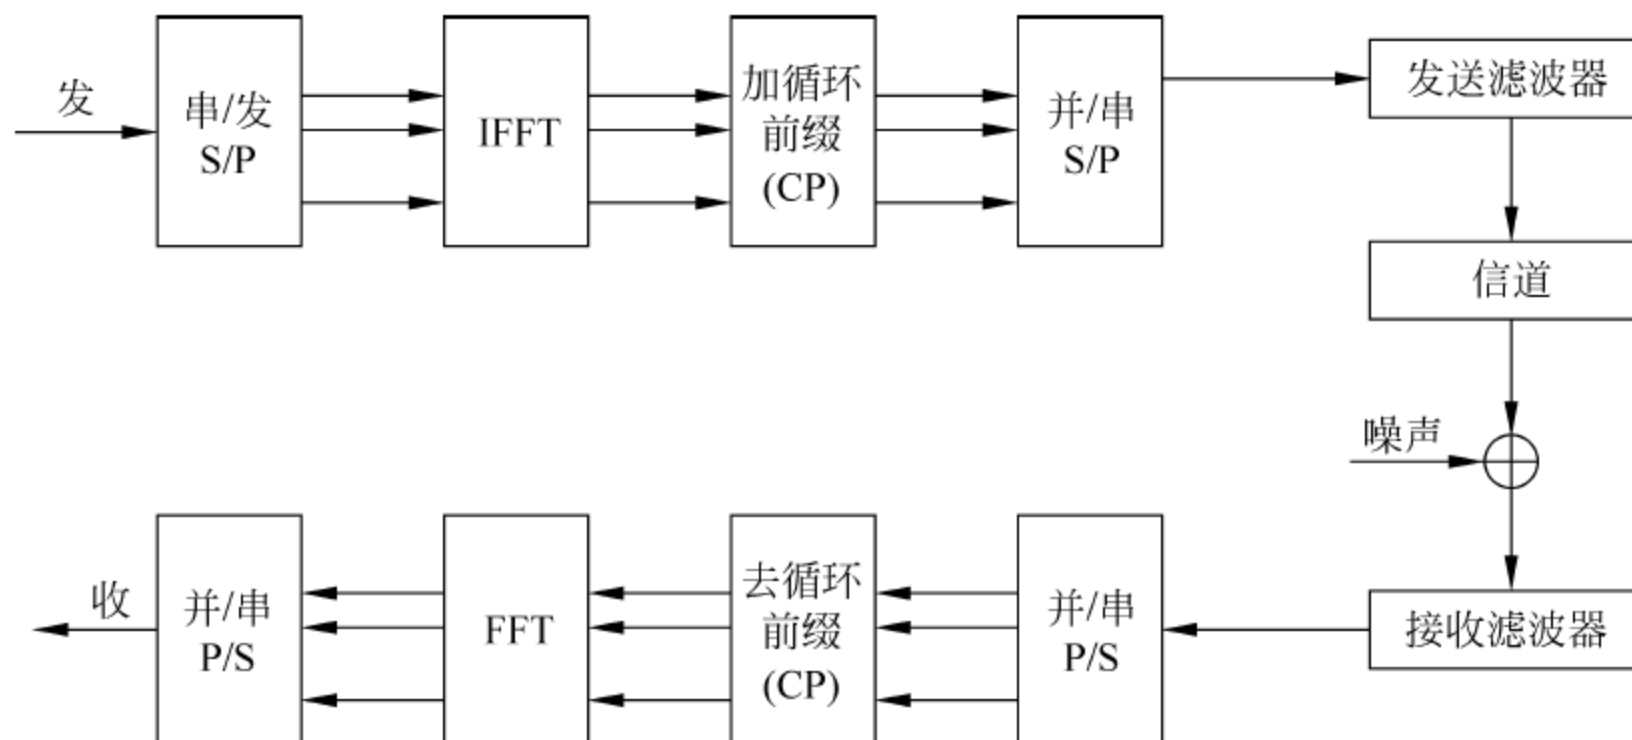 发
串/发
S/P
IFFT
加循环
前缀
(CP)
并/串
S/P
发送滤波器
信道
噪声
接收滤波器
并/串
P/S
去循环
前缀
(CP)
FFT
并/串
P/S
收